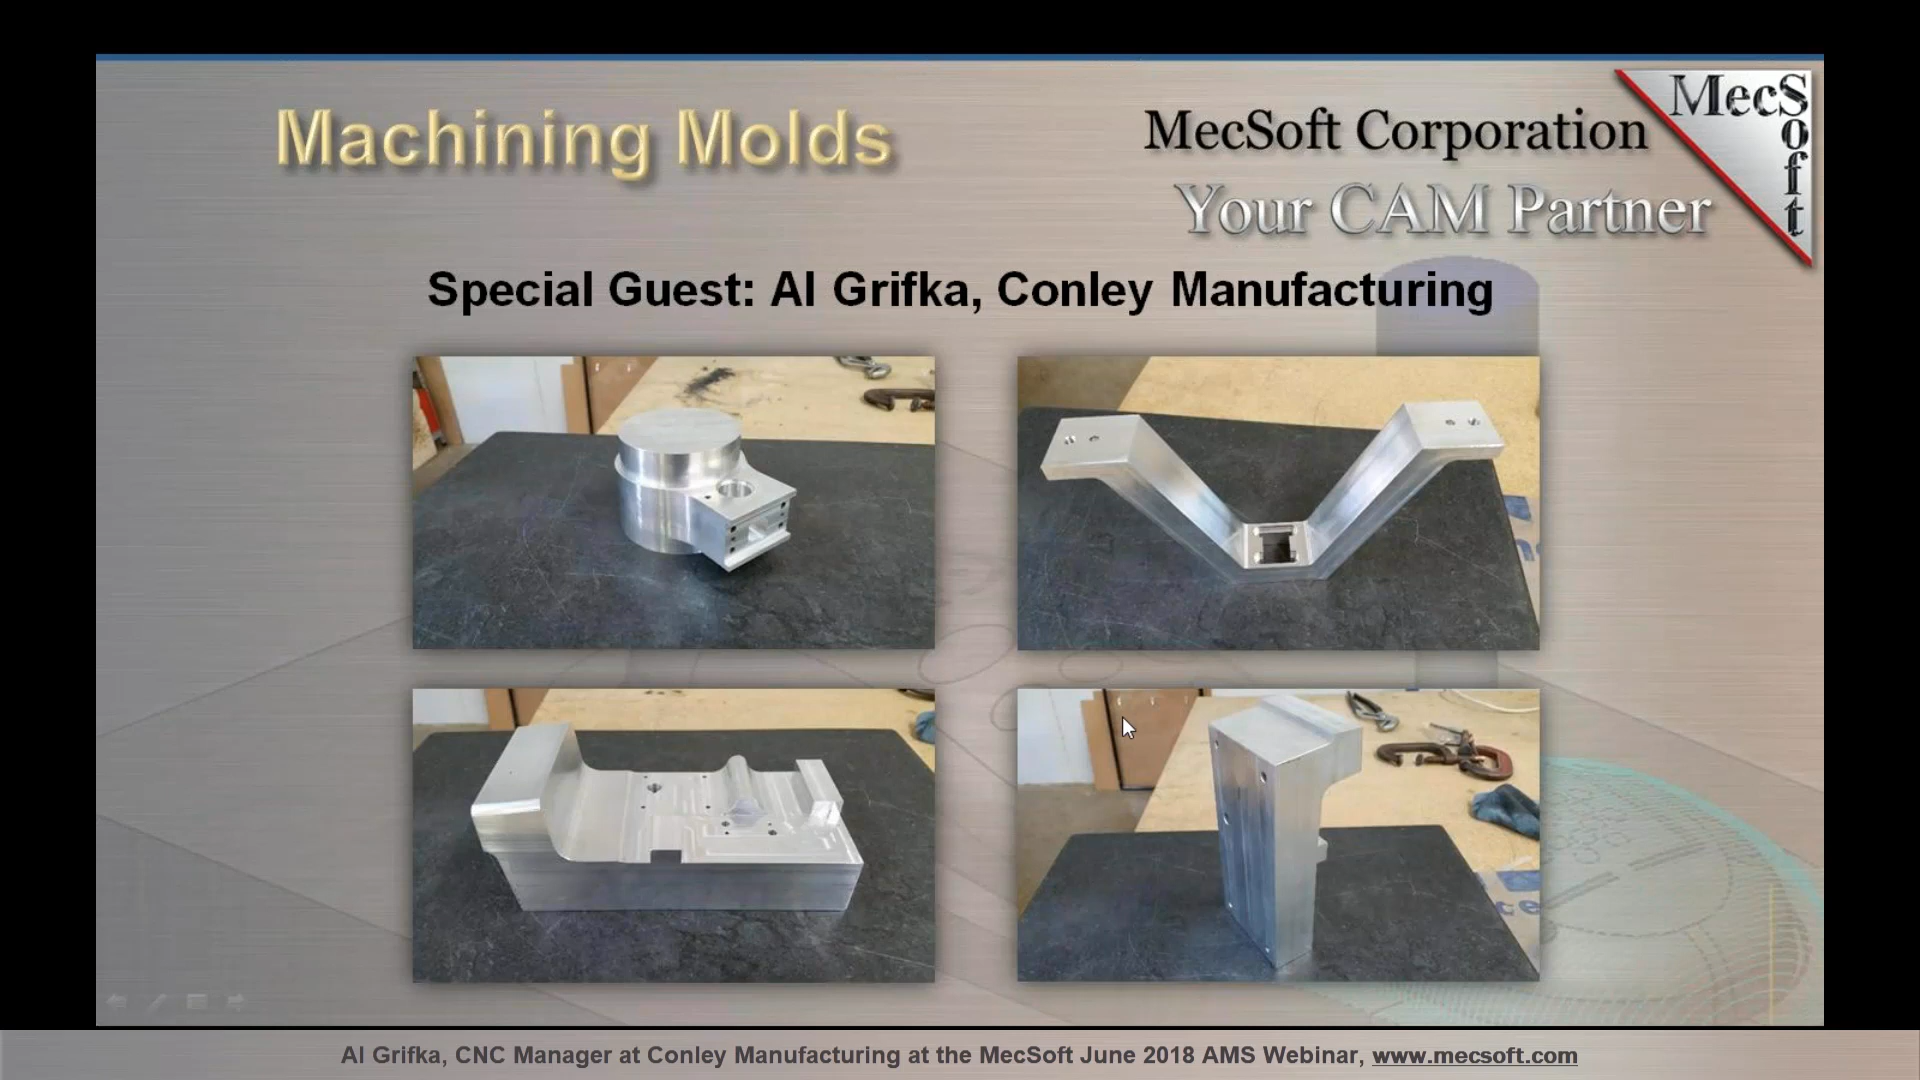 Machining Molds
MecSoft Corporation
Your CAM Partner
MecSoft
Special Guest: Al Grifka, Conley Manufacturing
Al Grifka, CNC Manager at Conley Manufacturing at the MecSoft June 2018 AMS Webinar, www.mecsoft.com